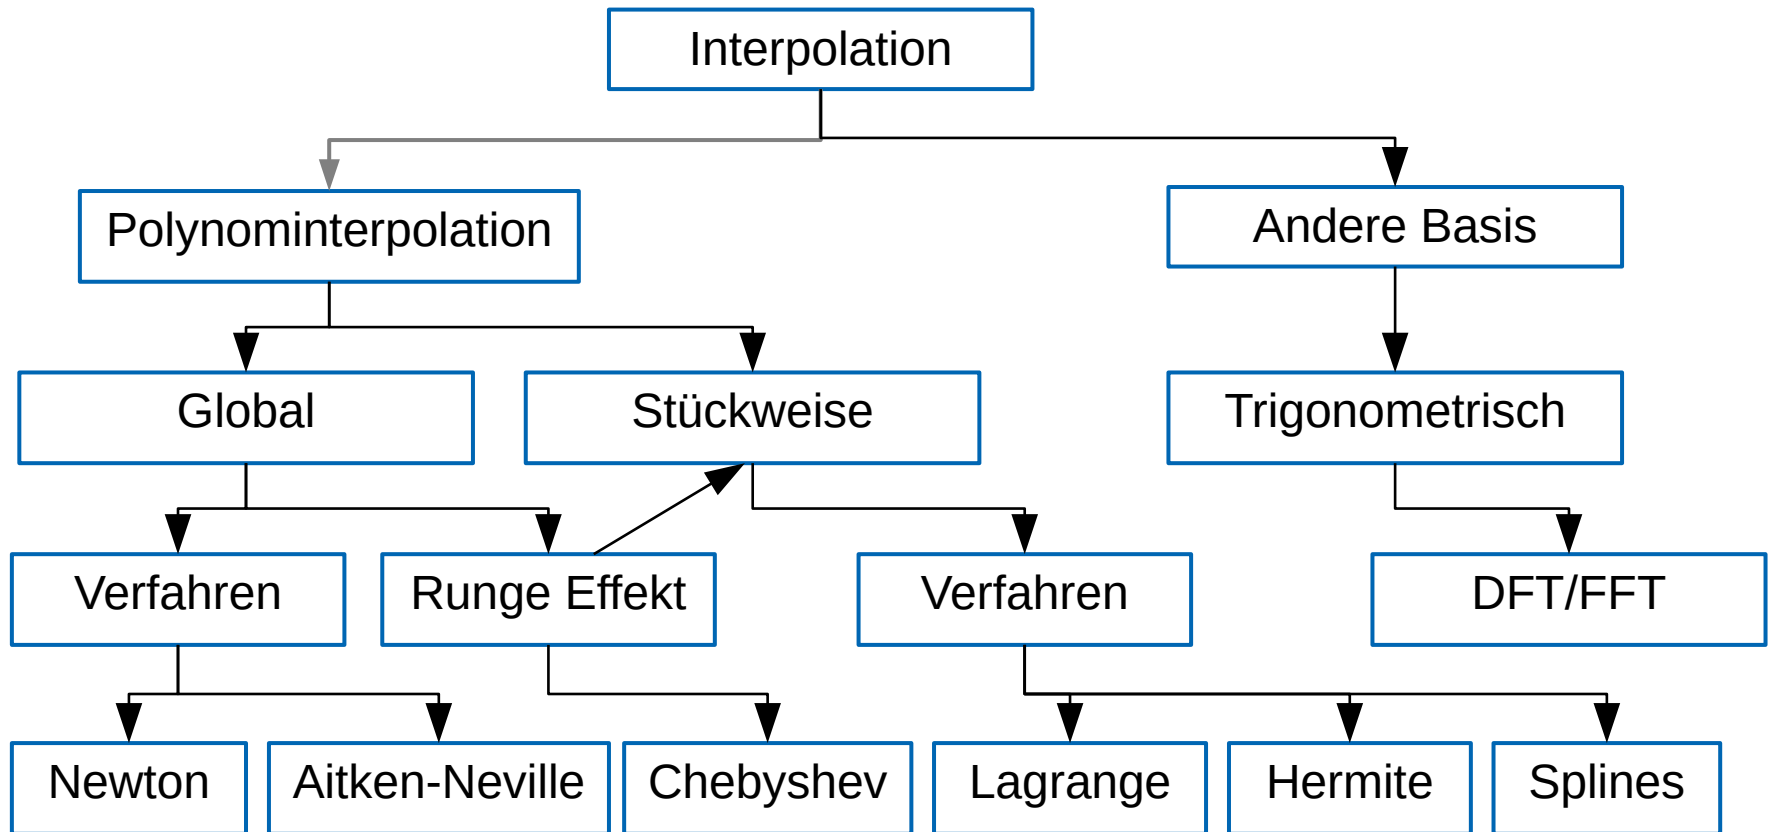 Interpolation
Polynominterpolation
Andere Basis
Global
Stückweise
Trigonometrisch
Verfahren
Runge Effekt
Verfahren
DFT/FFT
Newton
Aitken-Neville
Chebyshev
Lagrange
Hermite
Splines